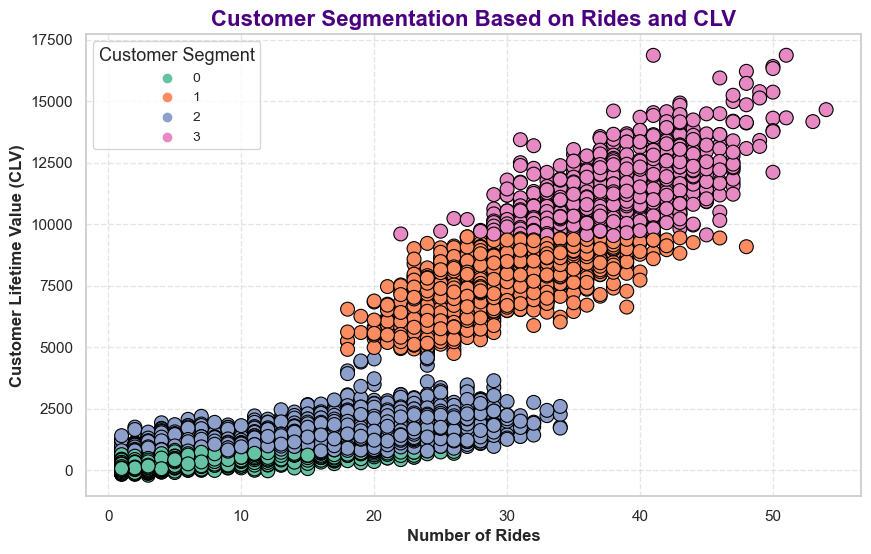 Customer Segmentation Based on Rides and CLV
Customer Segment
0
1
2
3
Customer Lifetime Value (CLV)
17500
15000
12500
10000
7500
5000
2500
0
0 10 20 30 40 50
Number of Rides